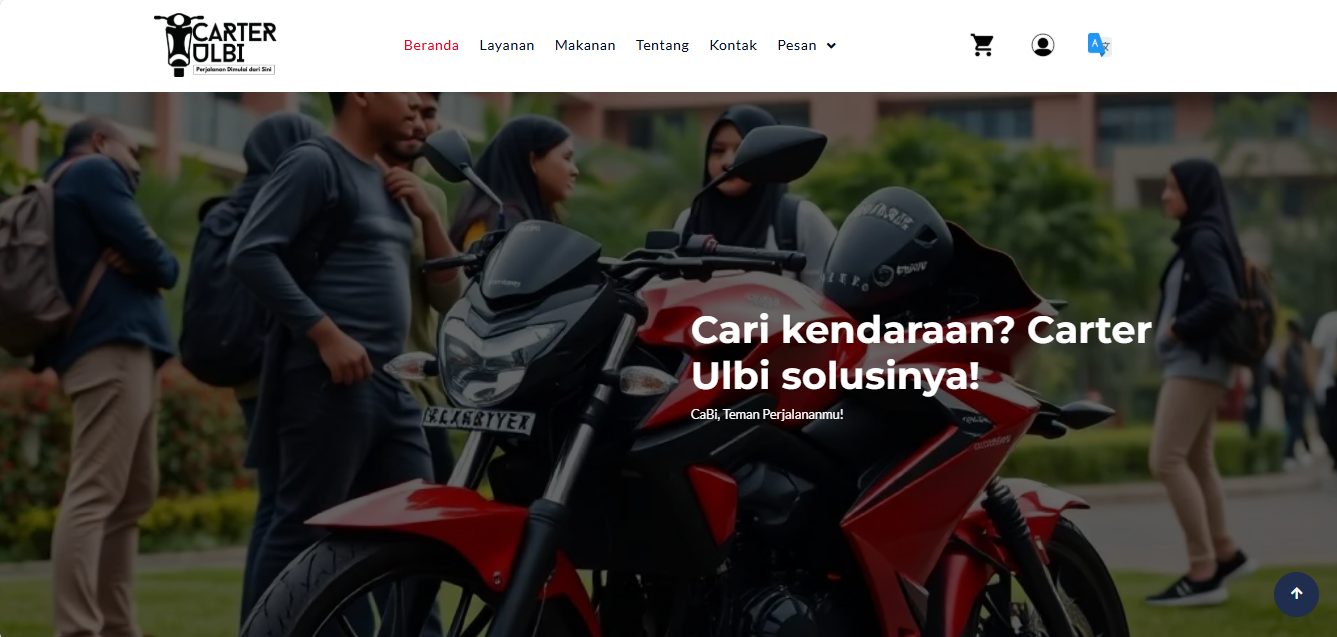 CARTER
ULBI
Perjalanan Dimulai dari Sini
Beranda
Layanan
Makanan
Tentang
Kontak
Pesan
Cari kendaraan? Carter
Ulbi solusinya!
CaBi, Teman Perjalananmu!